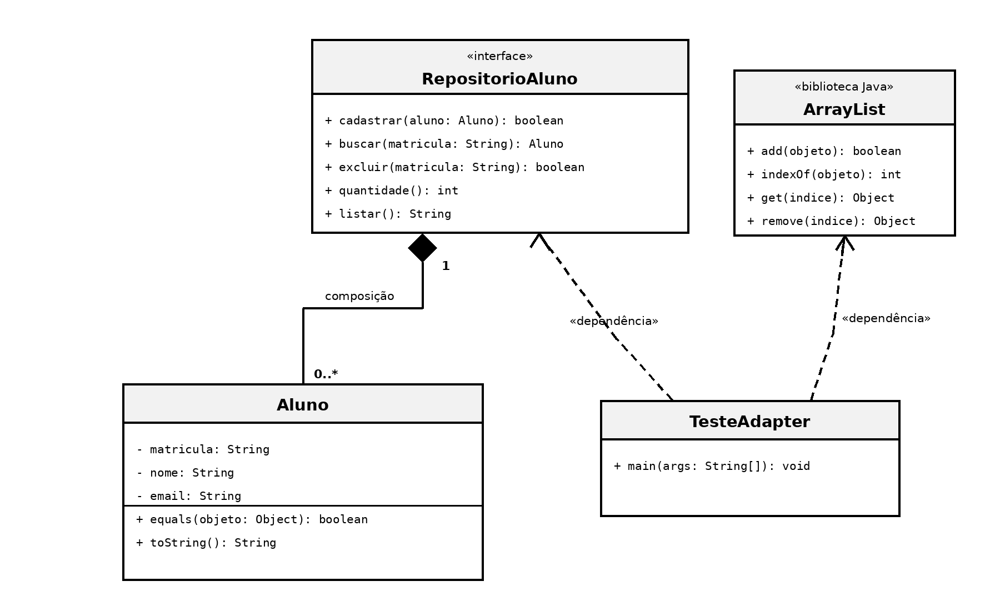 «interface»
RepositorioAluno
+ cadastrar(aluno: Aluno): boolean
+ buscar(matricula: String): Aluno
+ excluir(matricula: String): boolean
+ quantidade(): int
+ listar(): String
«biblioteca Java»
ArrayList
+ add(objeto): boolean
+ indexOf(objeto): int
+ get(indice): Object
+ remove(indice): Object
1
composição
0..*
«dependência»
«dependência»
Aluno
- matricula: String
- nome: String
- email: String
+ equals(objeto: Object): boolean
+ toString(): String
TesteAdapter
+ main(args: String[]): void